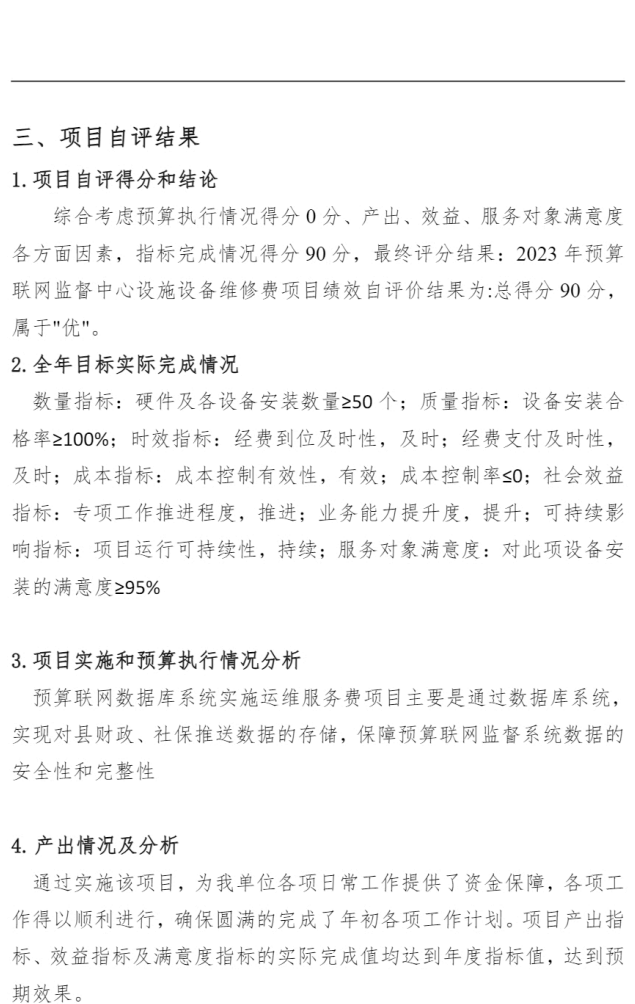 三、项目自评结果
1. 项目自评得分和结论
综合考虑预算执行情况得分 0 分、产出、效益、服务对象满意度
各方面因素，指标完成情况得分 90 分，最终评分结果：2023 年预算
联网监督中心设施设备维修费项目绩效自评价结果为:总得分 90 分，
属于"优"。
2. 全年目标实际完成情况
数量指标：硬件及各设备安装数量≥50 个；质量指标：设备安装合
格率≥100%；时效指标：经费到位及时性，及时；经费支付及时性，
及时；成本指标：成本控制有效性，有效；成本控制率≤0；社会效益
指标：专项工作推进程度，推进；业务能力提升度，提升；可持续影
响指标：项目运行可持续性，持续；服务对象满意度：对此项设备安
装的满意度≥95%
3. 项目实施和预算执行情况分析
预算联网数据库系统实施运维服务费项目主要是通过数据库系统，
实现对县财政、社保推送数据的存储，保障预算联网监督系统数据的
安全性和完整性
4. 产出情况及分析
通过实施该项目，为我单位各项日常工作提供了资金保障，各项工
作得以顺利进行，确保圆满的完成了年初各项工作计划。项目产出指
标、效益指标及满意度指标的实际完成值均达到年度指标值，达到预
期效果。